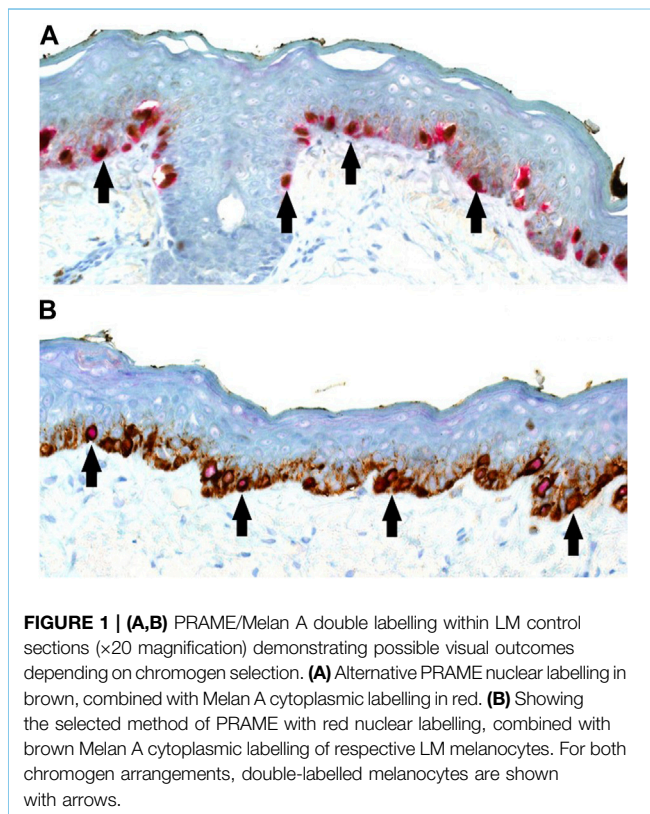 A
B
FIGURE 1 | (A,B) PRAME/Melan A double labelling within LM control
sections (×20 magnification) demonstrating possible visual outcomes
depending on chromogen selection. (A) Alternative PRAME nuclear labelling in
brown, combined with Melan A cytoplasmic labelling in red. (B) Showing
the selected method of PRAME with red nuclear labelling, combined with
brown Melan A cytoplasmic labelling of respective LM melanocytes. For both
chromogen arrangements, double-labelled melanocytes are shown
with arrows.